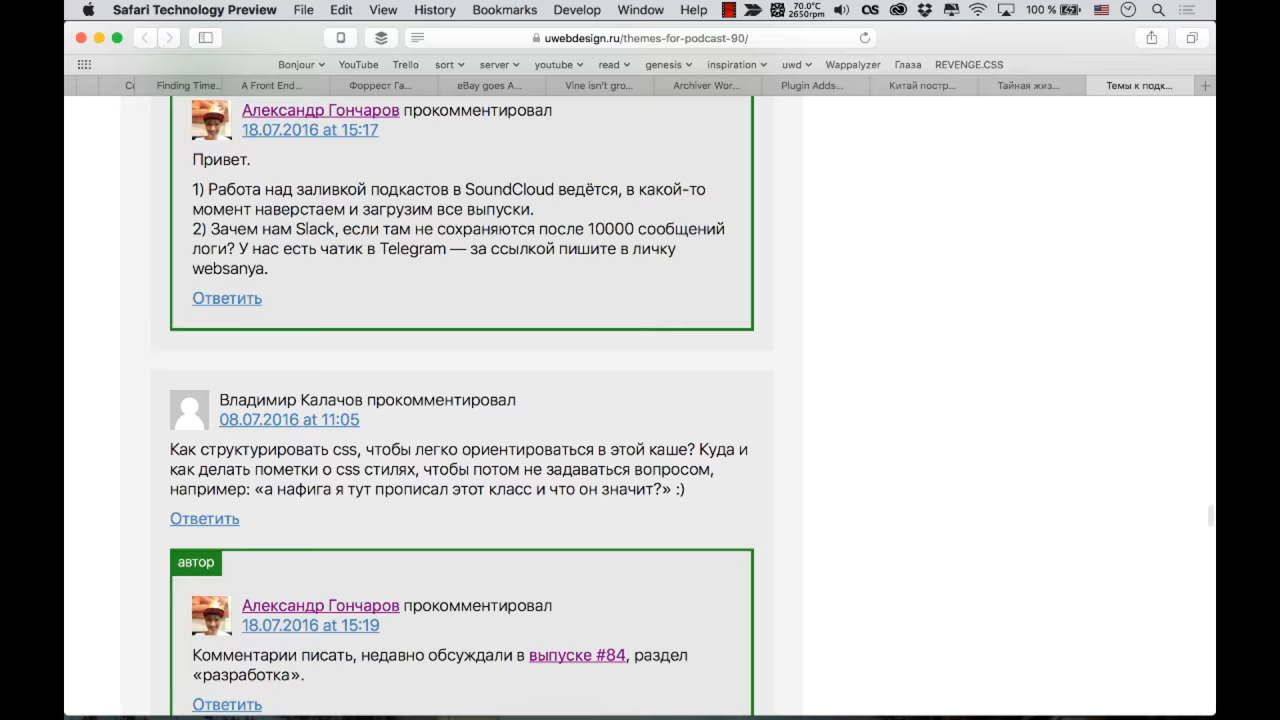 Safari Technology Preview File Edit View History Bookmarks Develop Window Help 70.0°C 2650rpm 100 %
uwebdesign.ru/themes-for-podcast-90/
Bonjour YouTube Trello sort server youtube read genesis inspiration uwd Wappalyzer Глаза REVENGE.CSS
Finding Time... A Front End... Форрест Га... eBay goes A... Vine isn't gro... Archiver Wor... Plugin Adds... Китай постр... Тайная жиз... Темы к подк...
Александр Гончаров прокомментировал
18.07.2016 at 15:17
Привет.
1) Работа над заливкой подкастов в SoundCloud ведётся, в какой-то
момент наверстаем и загрузим все выпуски.
2) Зачем нам Slack, если там не сохраняются после 10000 сообщений
логи? У нас есть чатик в Telegram — за ссылкой пишите в личку
websanya.
Ответить
Владимир Калачов прокомментировал
08.07.2016 at 11:05
Как структурировать css, чтобы легко ориентироваться в этой каше? Куда и
как делать пометки о css стилях, чтобы потом не задаваться вопросом,
например: «а нафига я тут прописал этот класс и что он значит?» :)
Ответить
автор
Александр Гончаров прокомментировал
18.07.2016 at 15:19
Комментарии писать, недавно обсуждали в выпуске #84, раздел
«разработка».
Ответить